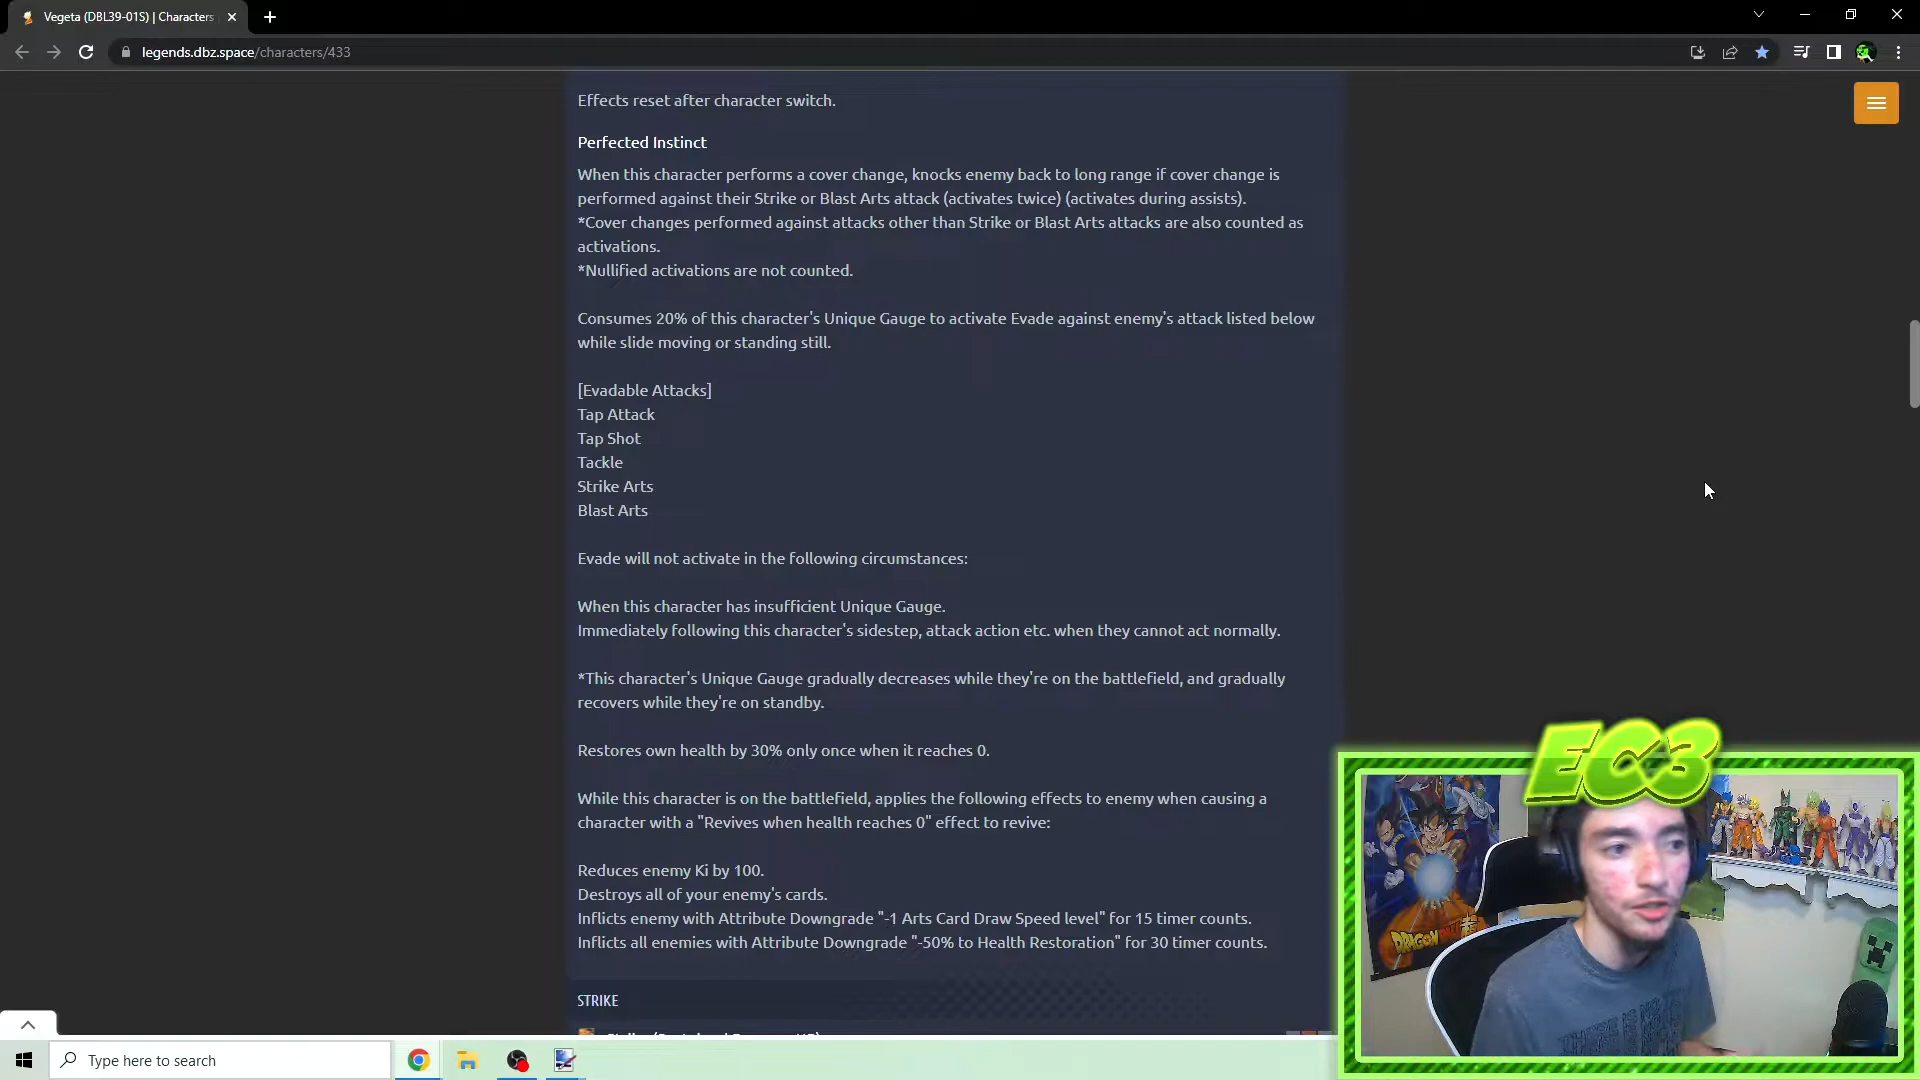 Vegeta (DBL39-01S) | Characters
legends.dbz.space/characters/433
Effects reset after character switch.
Perfected Instinct
When this character performs a cover change, knocks enemy back to long range if cover change is
performed against their Strike or Blast Arts attack (activates twice) (activates during assists).
*Cover changes performed against attacks other than Strike or Blast Arts attacks are also counted as
activations.
*Nullified activations are not counted.
Consumes 20% of this character's Unique Gauge to activate Evade against enemy's attack listed below
while slide moving or standing still.
[Evadable Attacks]
Tap Attack
Tap Shot
Tackle
Strike Arts
Blast Arts
Evade will not activate in the following circumstances:
When this character has insufficient Unique Gauge.
Immediately following this character's sidestep, attack action etc. when they cannot act normally.
*This character's Unique Gauge gradually decreases while they're on the battlefield, and gradually
recovers while they're on standby.
Restores own health by 30% only once when it reaches 0.
While this character is on the battlefield, applies the following effects to enemy when causing a
character with a "Revives when health reaches 0" effect to revive:
Reduces enemy Ki by 100.
Destroys all of your enemy's cards.
Inflicts enemy with Attribute Downgrade "-1 Arts Card Draw Speed level" for 15 timer counts.
Inflicts all enemies with Attribute Downgrade "-50% to Health Restoration" for 30 timer counts.
STRIKE
EC3
DRAGON BALL
Type here to search